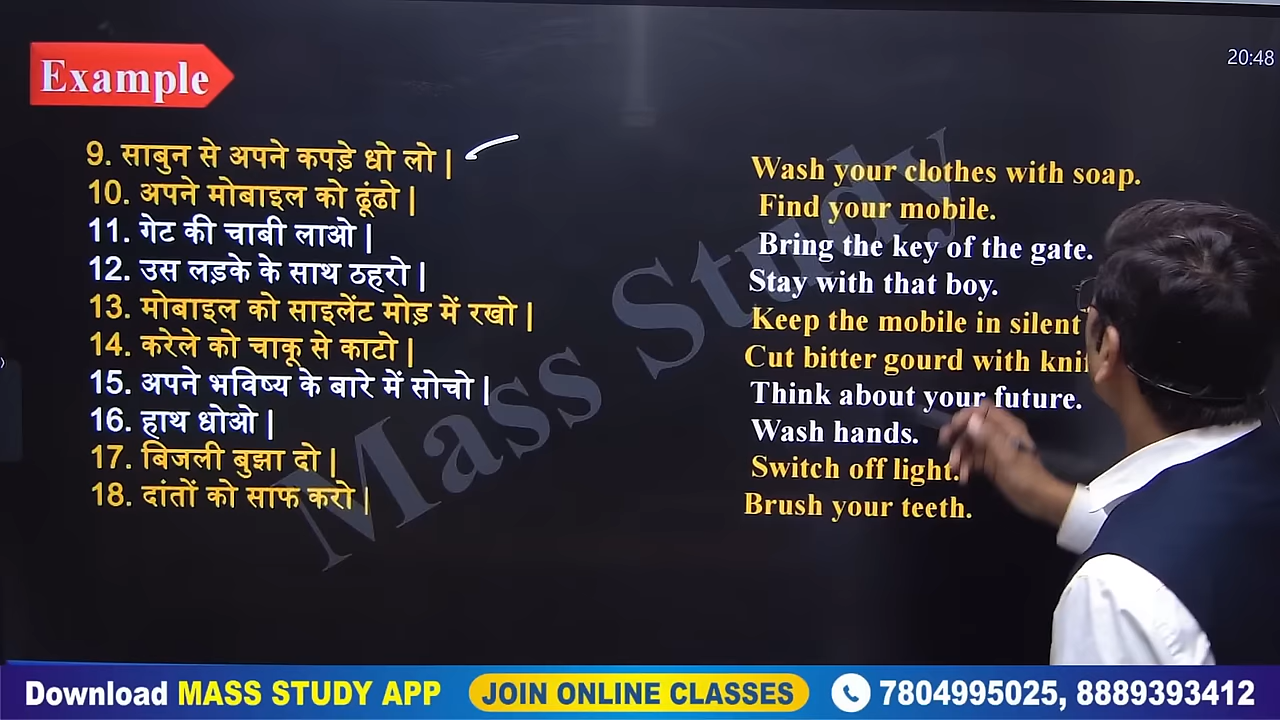 Example
20:48
9. साबुन से अपने कपड़े धो लो |
10. अपने मोबाइल को ढूंढो |
11. गेट की चाबी लाओ |
12. उस लड़के के साथ ठहरो |
13. मोबाइल को साइलेंट मोड़ में रखो |
14. करेले को चाकू से काटो |
15. अपने भविष्य के बारे में सोचो |
16. हाथ धोओ |
17. बिजली बुझा दो |
18. दांतों को साफ करो |
Wash your clothes with soap.
Find your mobile.
Bring the key of the gate.
Stay with that boy.
Keep the mobile in silent
Cut bitter gourd with
Think about your future.
Wash hands.
Switch off light.
Brush your teeth.
Mass Study
Download MASS STUDY APP JOIN ONLINE CLASSES 7804995025, 8889393412